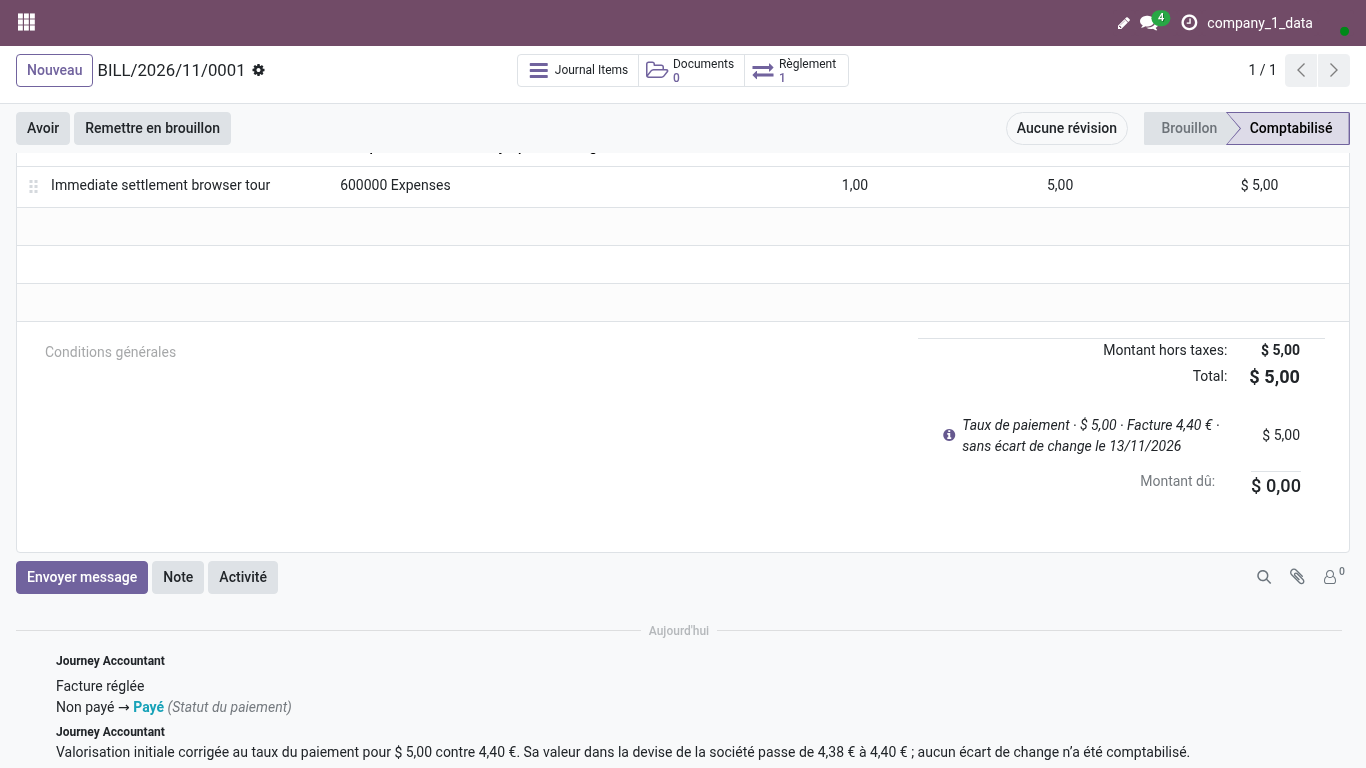 4
company_1_data
Nouveau
BILL/2026/11/0001
Journal Items
Documents
0
Règlement
1
1 / 1
Avoir
Remettre en brouillon
Aucune révision
Brouillon
Comptabilisé
Immediate settlement browser tour 600000 Expenses 1,00 5,00 $ 5,00
Conditions générales
Montant hors taxes: $ 5,00
Total: $ 5,00
Taux de paiement · $ 5,00 · Facture 4,40 € ·
sans écart de change le 13/11/2026
$ 5,00
Montant dû: $ 0,00
Envoyer message
Note
Activité
0
Aujourd'hui
Journey Accountant
Facture réglée
Non payé → Payé (Statut du paiement)
Journey Accountant
Valorisation initiale corrigée au taux du paiement pour $ 5,00 contre 4,40 €. Sa valeur dans la devise de la société passe de 4,38 € à 4,40 € ; aucun écart de change n’a été comptabilisé.